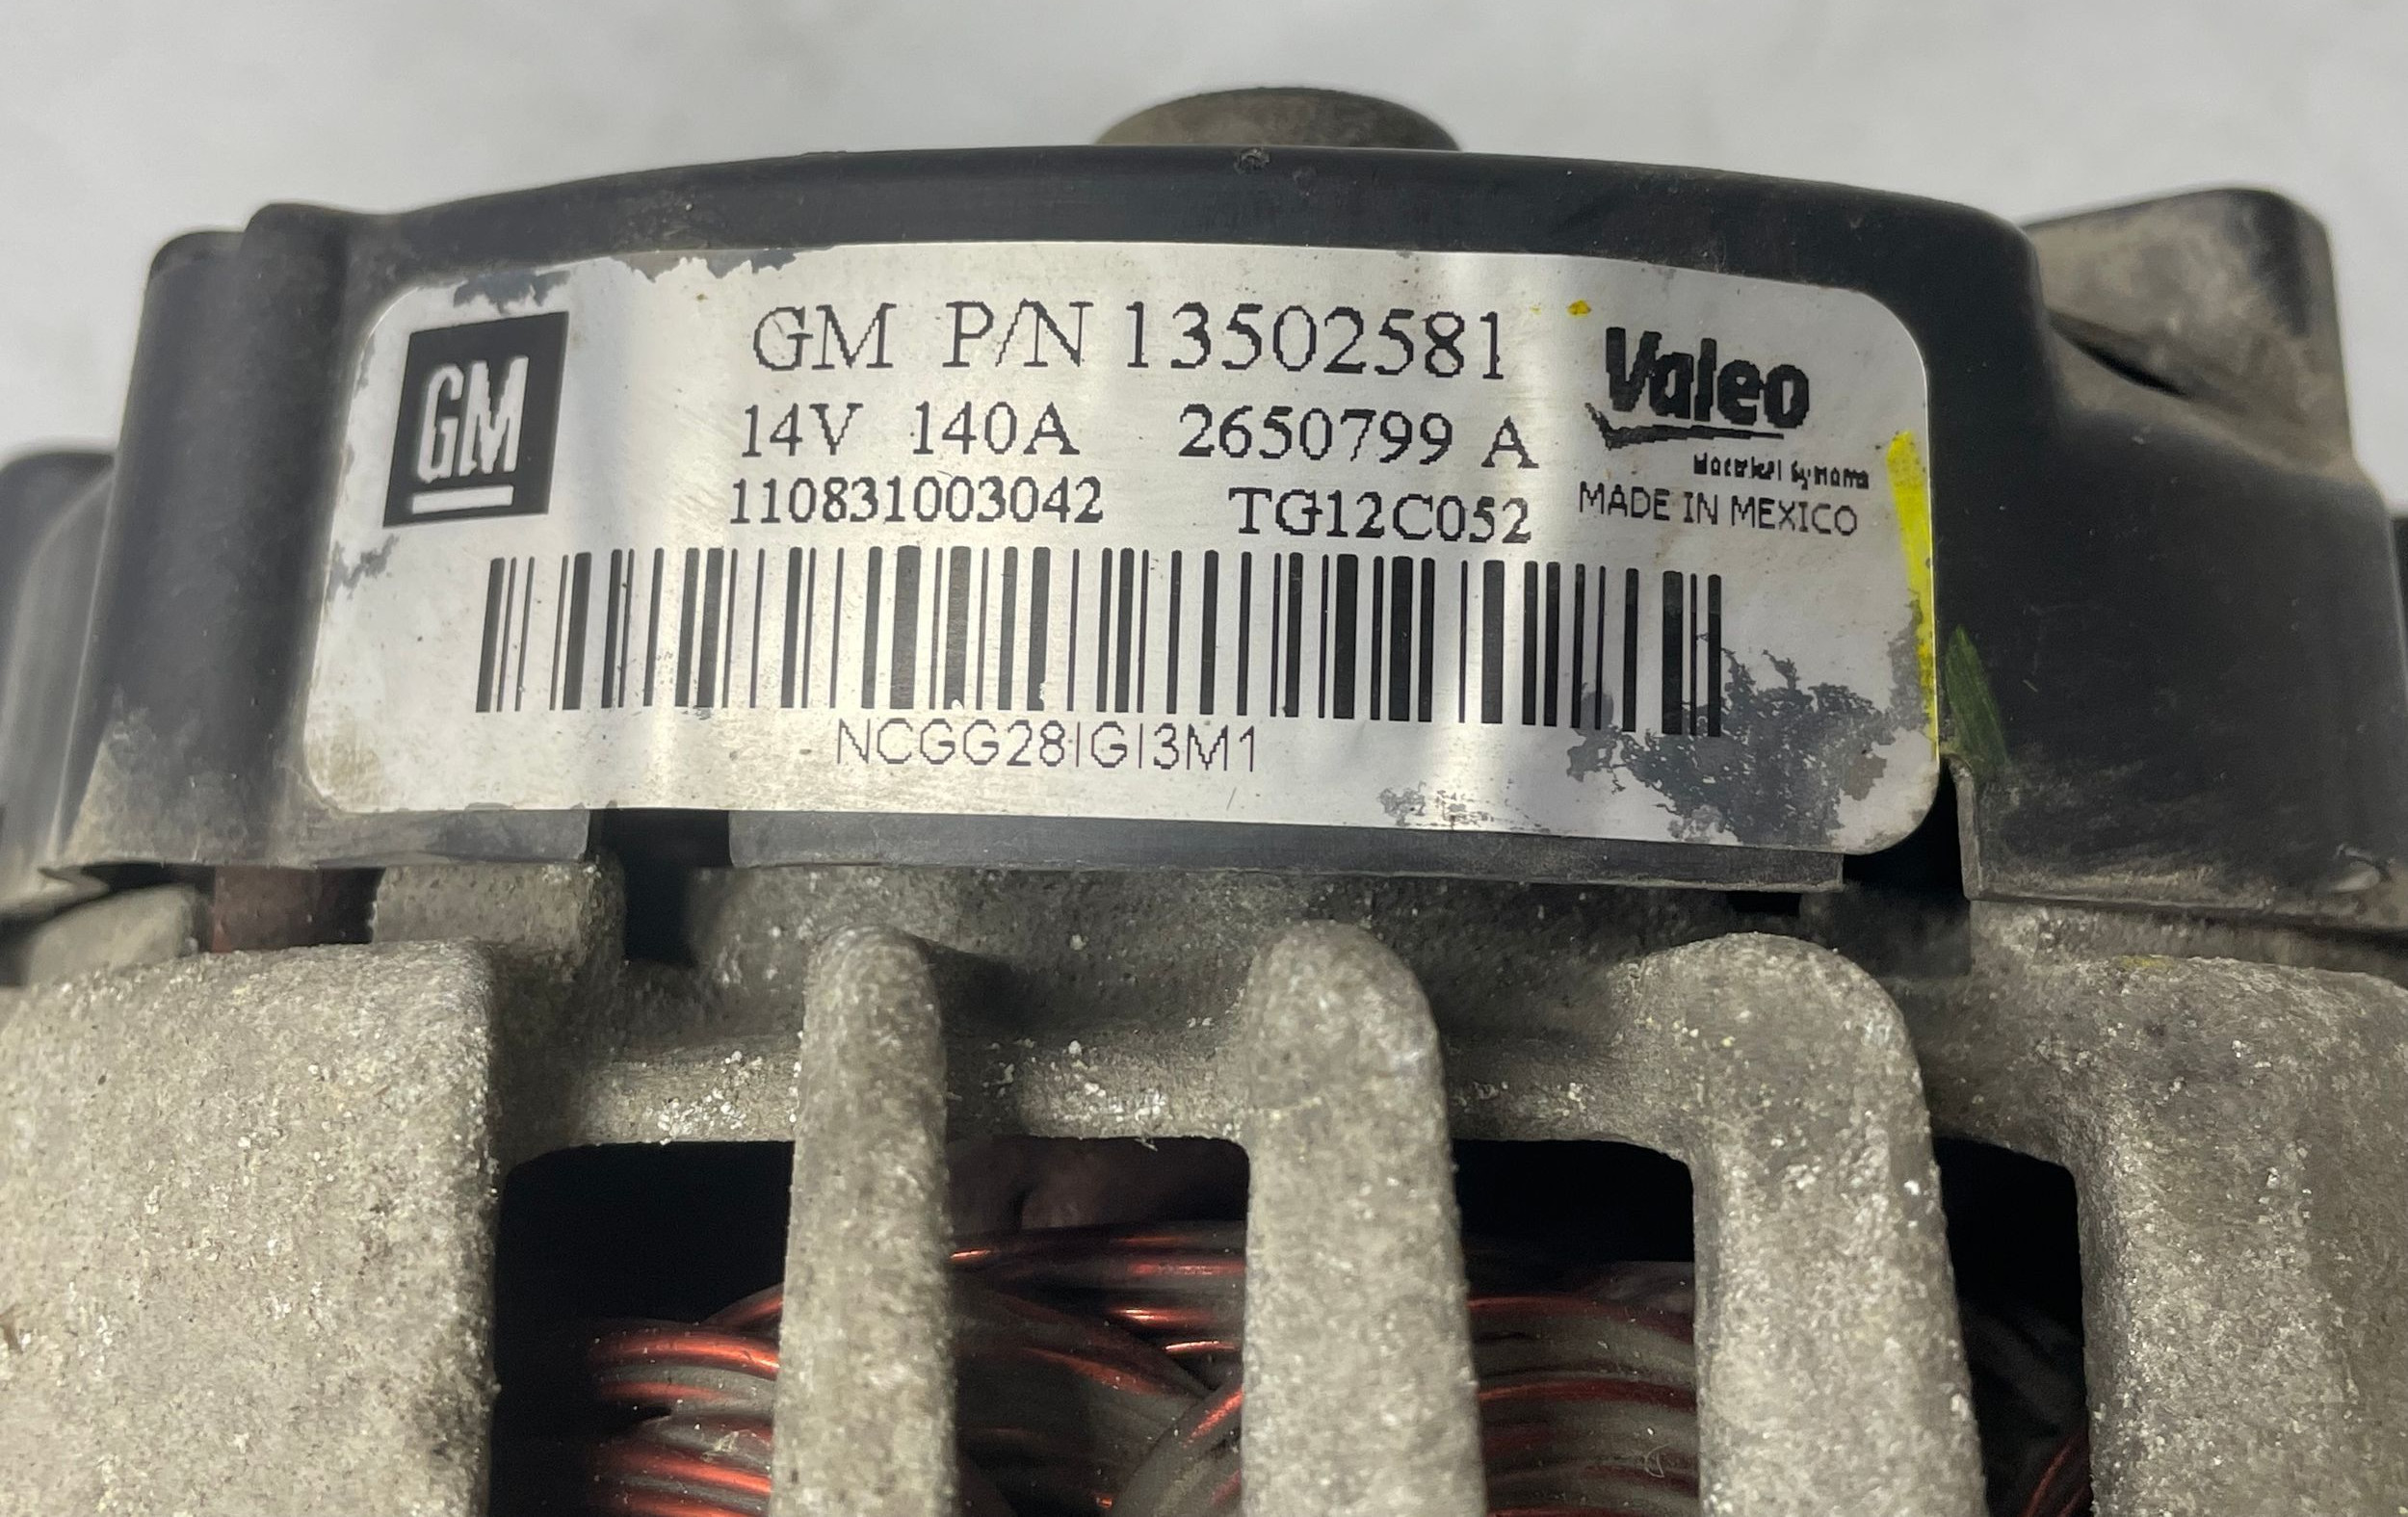 GM
GM P/N 13502581
14V 140A 2650799 A
110831003042 TG12C052
Valeo
MADE IN MEXICO
NCGG28IGI3M1